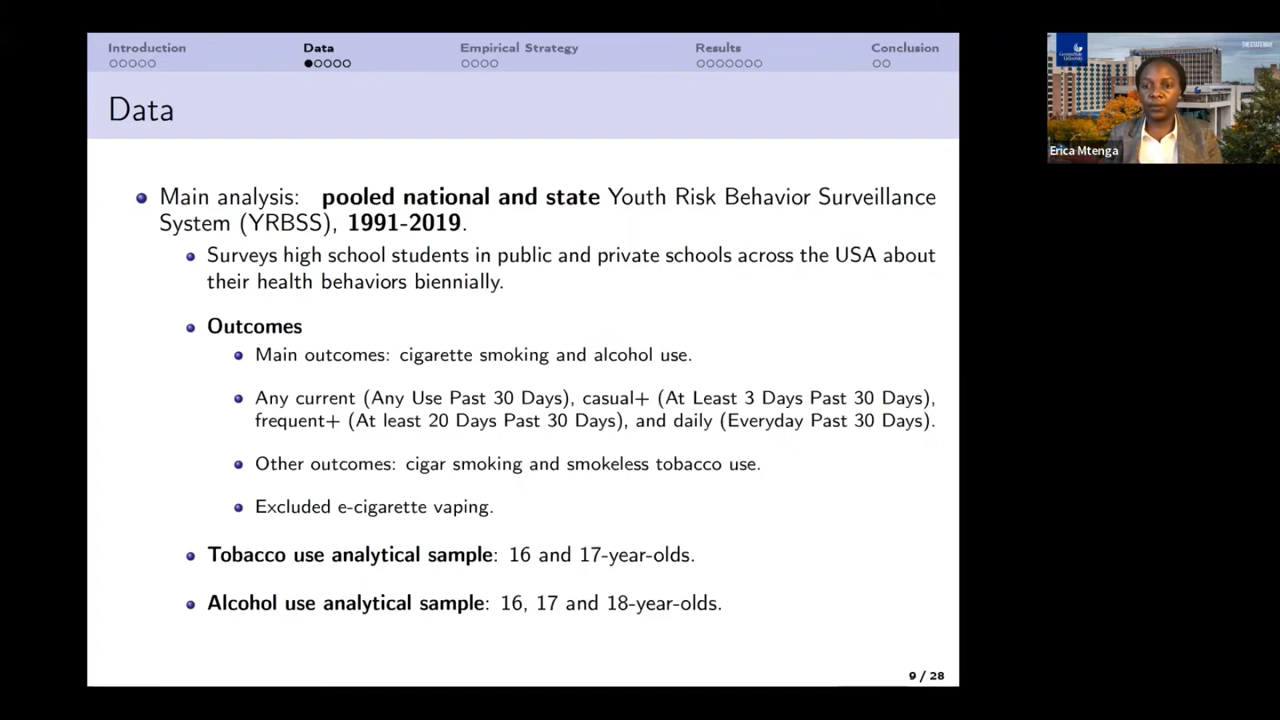 Introduction
Data
Empirical Strategy
Results
Conclusion
Data
Main analysis: pooled national and state Youth Risk Behavior Surveillance
System (YRBSS), 1991-2019.
Surveys high school students in public and private schools across the USA about
their health behaviors biennially.
Outcomes
Main outcomes: cigarette smoking and alcohol use.
Any current (Any Use Past 30 Days), casual+ (At Least 3 Days Past 30 Days),
frequent+ (At least 20 Days Past 30 Days), and daily (Everyday Past 30 Days).
Other outcomes: cigar smoking and smokeless tobacco use.
Excluded e-cigarette vaping.
Tobacco use analytical sample: 16 and 17-year-olds.
Alcohol use analytical sample: 16, 17 and 18-year-olds.
9 / 28
THE STATE WAY
Erica Mtenga